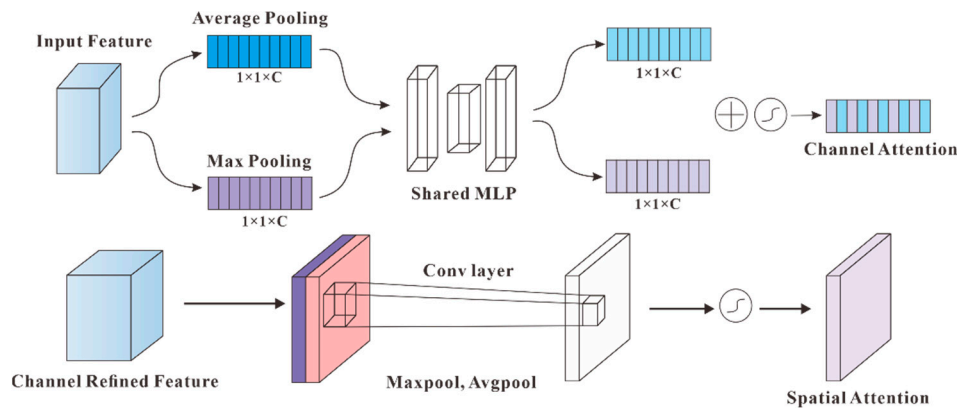 Average Pooling
Input Feature
1×1×C
1×1×C
Max Pooling
Channel Attention
Shared MLP
1×1×C
1×1×C
Conv layer
Channel Refined Feature
Maxpool, Avgpool
Spatial Attention